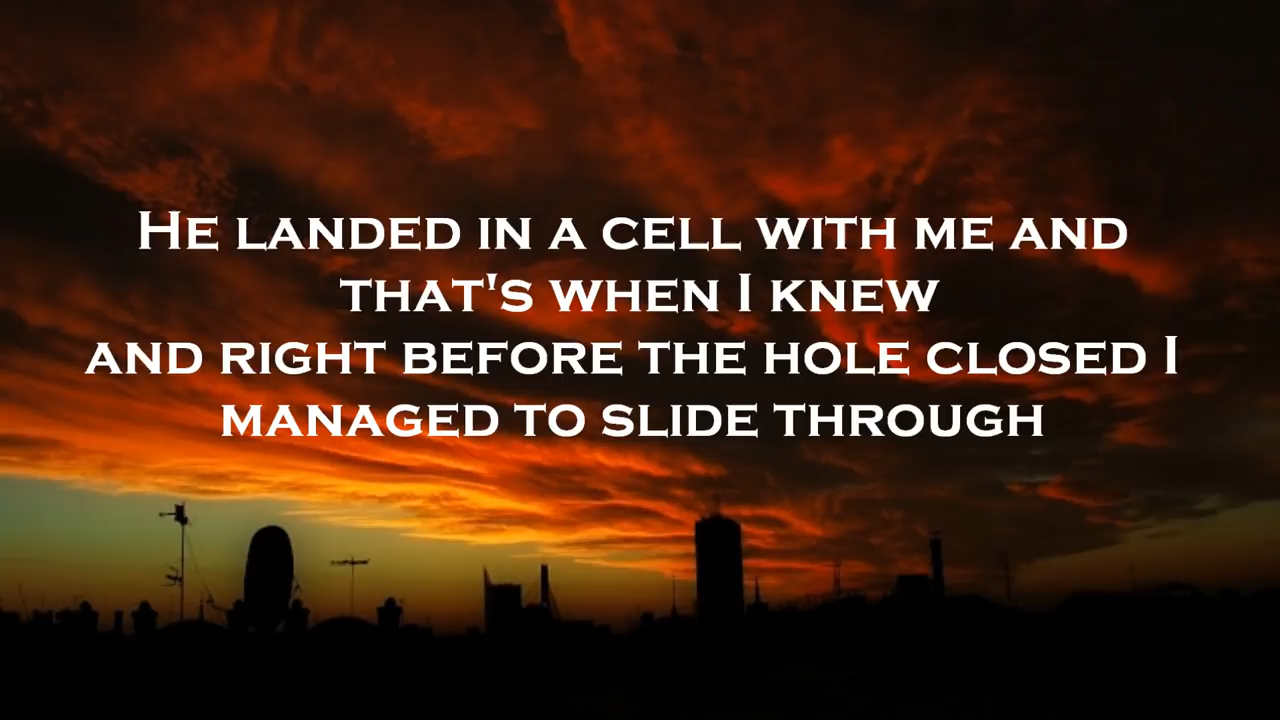 He landed in a cell with me and
that's when I knew
and right before the hole closed I
managed to slide through